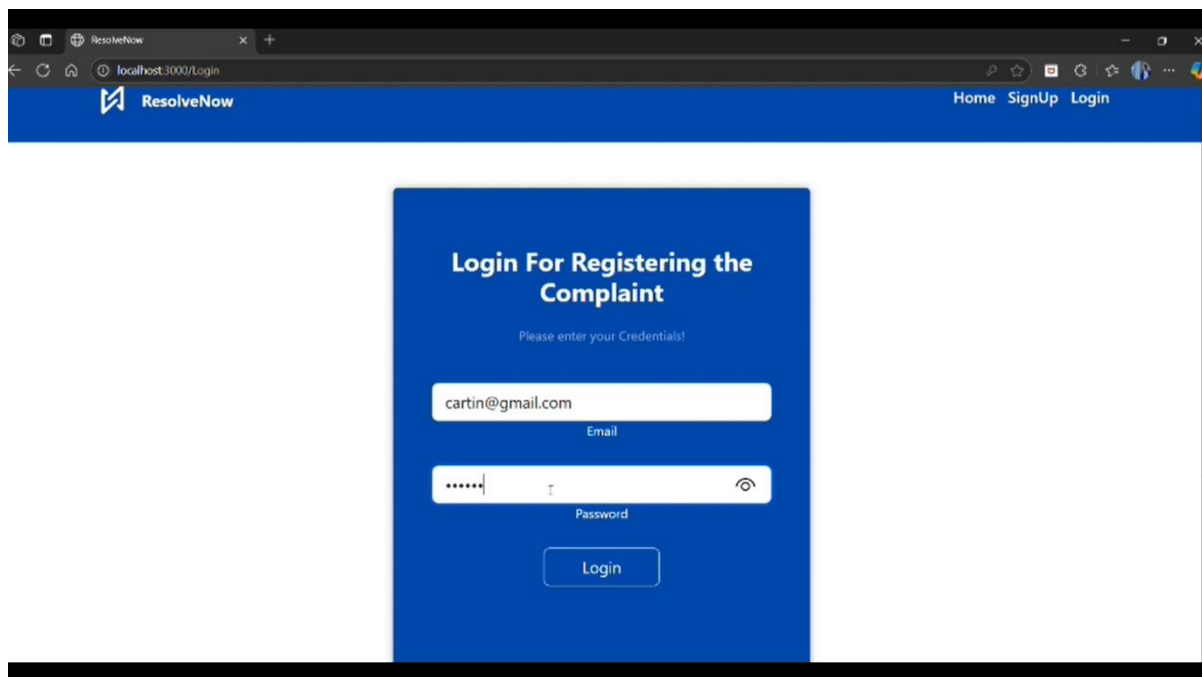 ResolveNow
localhost:3000/Login
ResolveNow
Home SignUp Login
Login For Registering the
Complaint
Please enter your Credentials!
cartin@gmail.com
Email
••••••
Password
Login